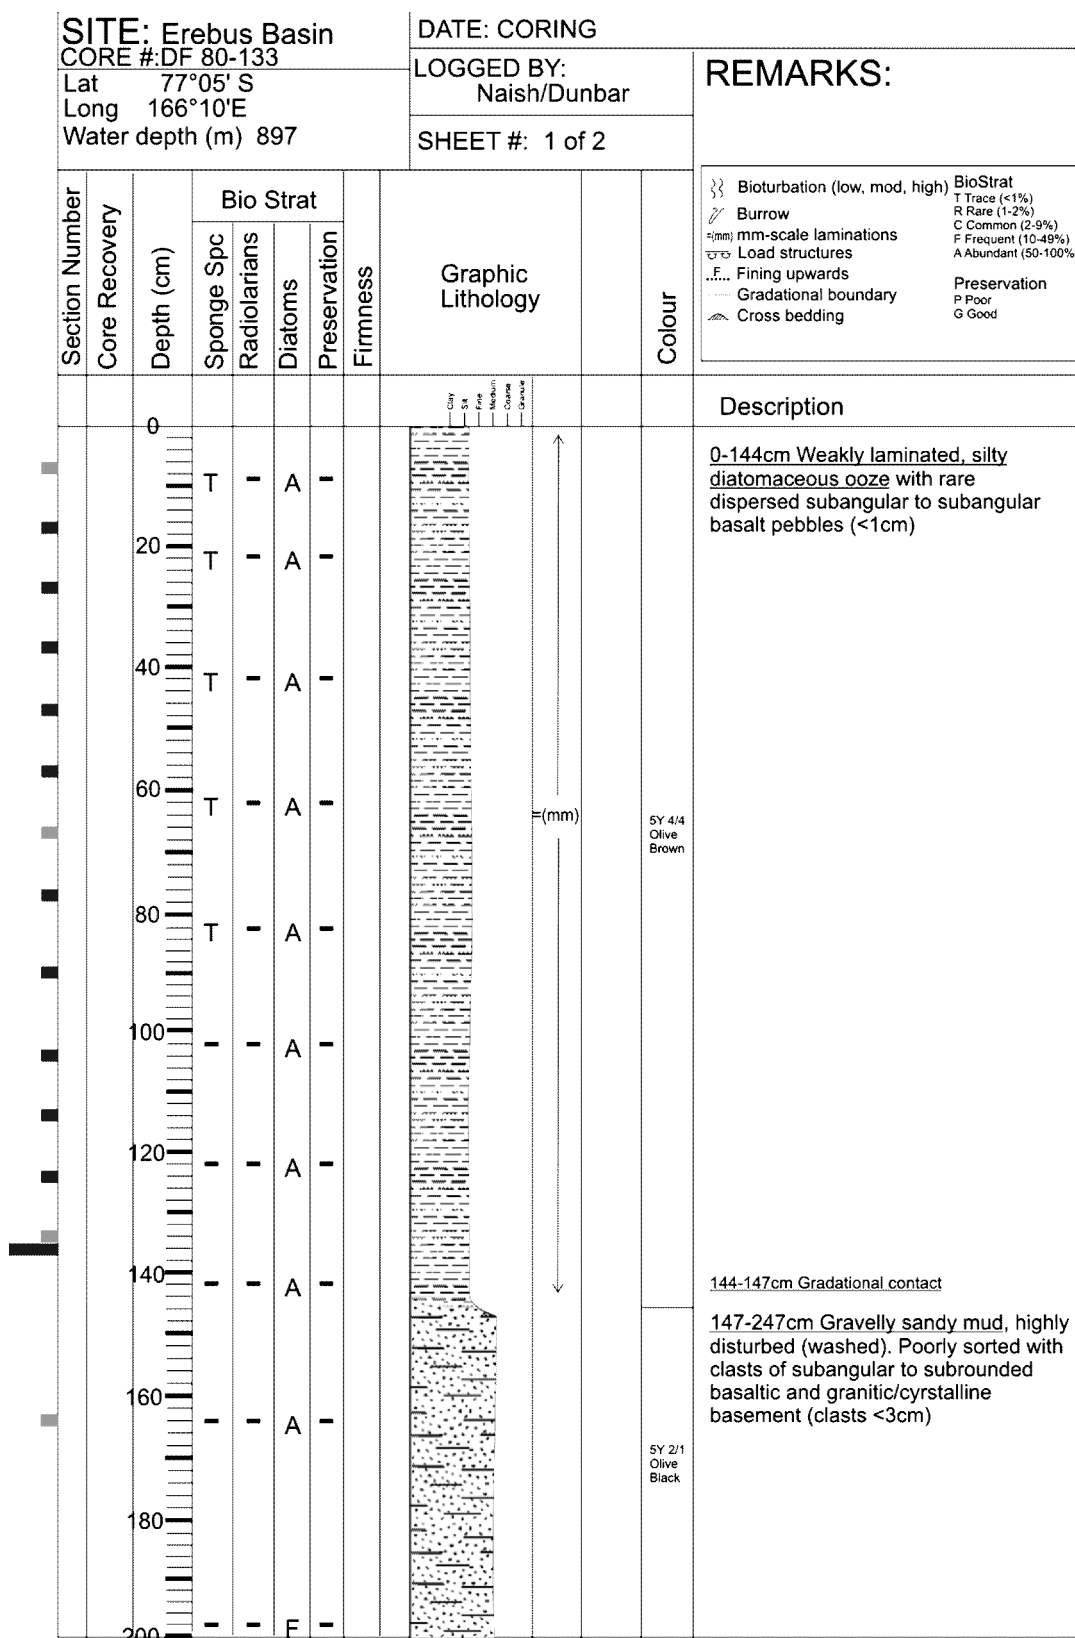 SITE: Erebus Basin
CORE #:DF 80-133
Lat 77°05' S
Long 166°10'E
Water depth (m) 897
DATE: CORING
LOGGED BY:
Naish/Dunbar
SHEET #: 1 of 2
REMARKS:
Bioturbation (low, mod, high)
Burrow
=(mm) mm-scale laminations
Load structures
F Fining upwards
Gradational boundary
Cross bedding
BioStrat
T Trace (<1%)
R Rare (1-2%)
C Common (2-9%)
F Frequent (10-49%)
A Abundant (50-100%
Preservation
P Poor
G Good
Section Number
Core Recovery
Depth (cm)
Bio Strat
Sponge Spc
Radiolarians
Diatoms
Preservation
Firmness
Graphic
Lithology
Colour
Clay
Silt
Fine
Medium
Coarse
Granule
Description
0
T - A -
20
T - A -
40
T - A -
60
T - A -
80
T - A -
100
- - A -
120
- - A -
140
- - A -
160
- - A -
180
- - F -
200
=(mm)
5Y 4/4
Olive
Brown
5Y 2/1
Olive
Black
0-144cm Weakly laminated, silty
diatomaceous ooze with rare
dispersed subangular to subangular
basalt pebbles (<1cm)
144-147cm Gradational contact
147-247cm Gravelly sandy mud, highly
disturbed (washed). Poorly sorted with
clasts of subangular to subrounded
basaltic and granitic/cyrstalline
basement (clasts <3cm)